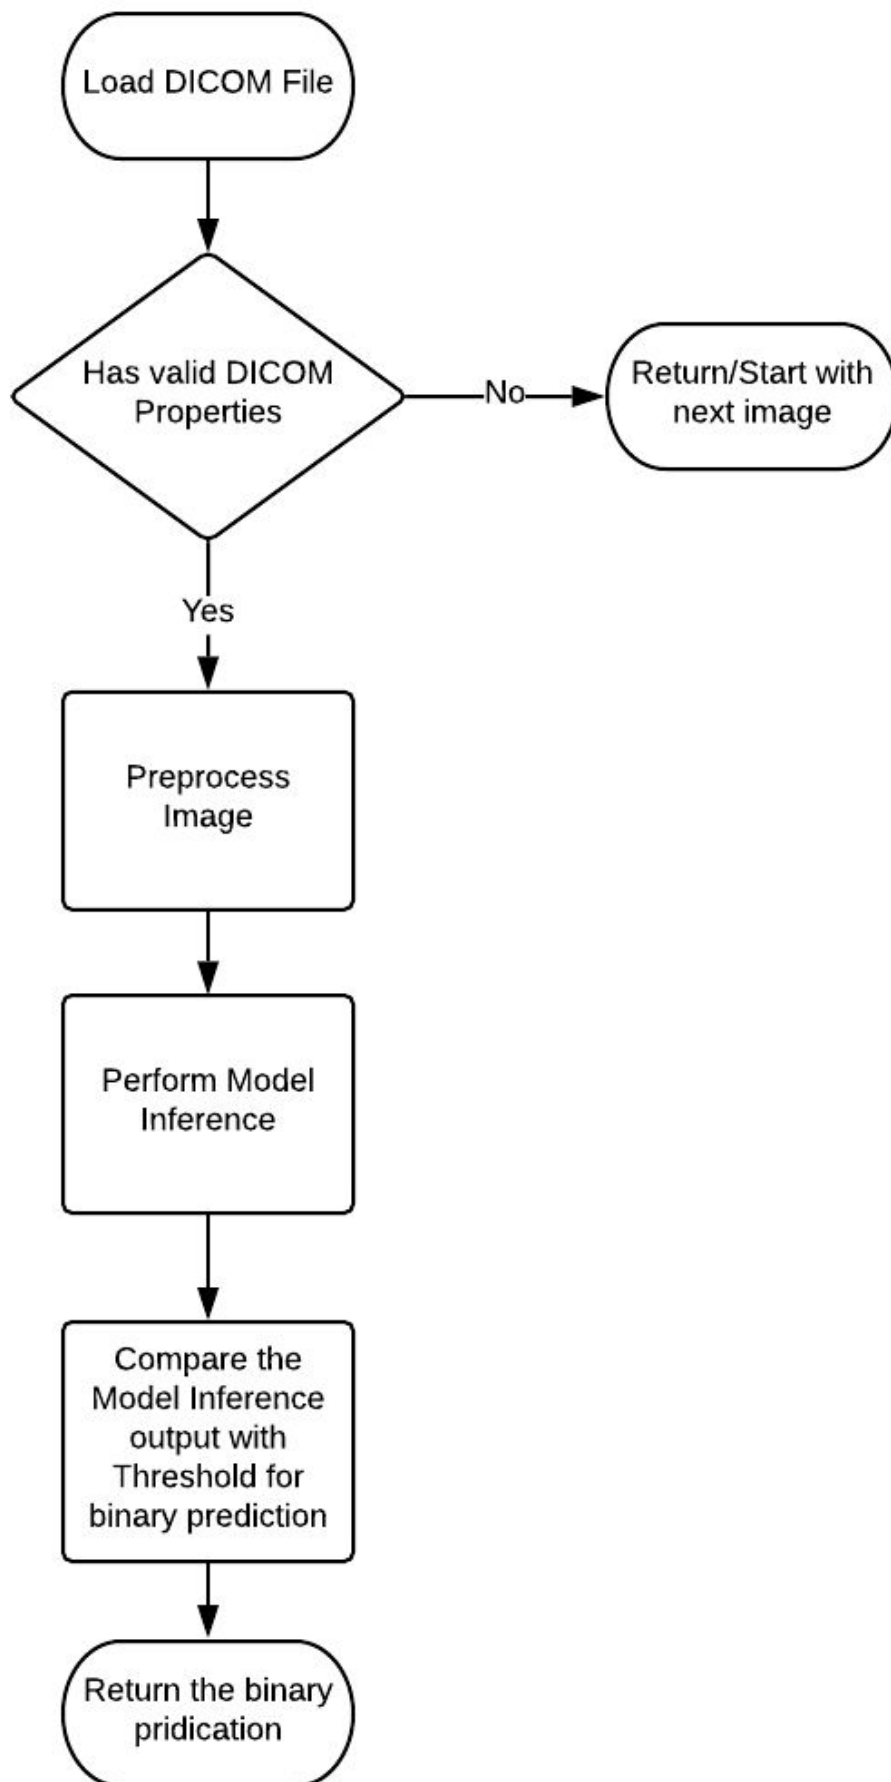 Load DICOM File
Has valid DICOM
Properties
No
Return/Start with
next image
Yes
Preprocess
Image
Perform Model
Inference
Compare the
Model Inference
output with
Threshold for
binary prediction
Return the binary
pridication